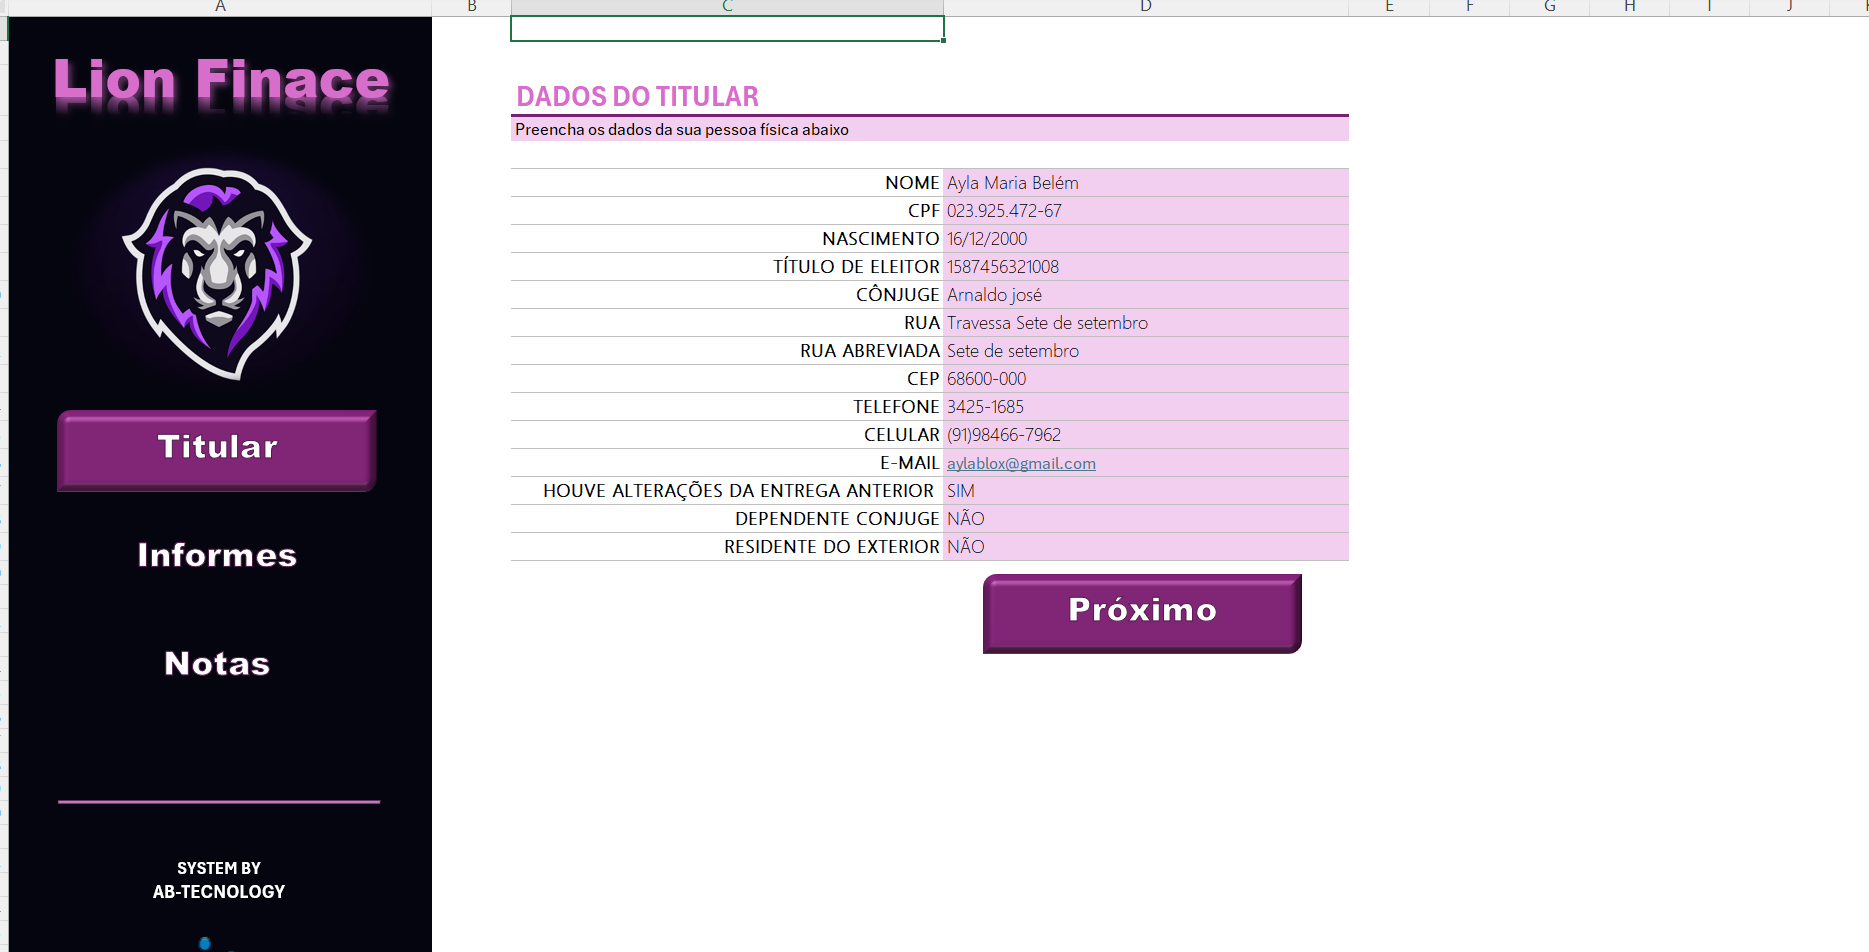 A B C D E F G H I J
Lion Finace
DADOS DO TITULAR
Preencha os dados da sua pessoa física abaixo
NOME Ayla Maria Belém
CPF 023.925.472-67
NASCIMENTO 16/12/2000
TÍTULO DE ELEITOR 1587456321008
CÔNJUGE Arnaldo josé
RUA Travessa Sete de setembro
RUA ABREVIADA Sete de setembro
CEP 68600-000
TELEFONE 3425-1685
CELULAR (91)98466-7962
E-MAIL aylablox@gmail.com
HOUVE ALTERAÇÕES DA ENTREGA ANTERIOR SIM
DEPENDENTE CONJUGE NÃO
RESIDENTE DO EXTERIOR NÃO
Próximo
Titular
Informes
Notas
SYSTEM BY
AB-TECNOLOGY